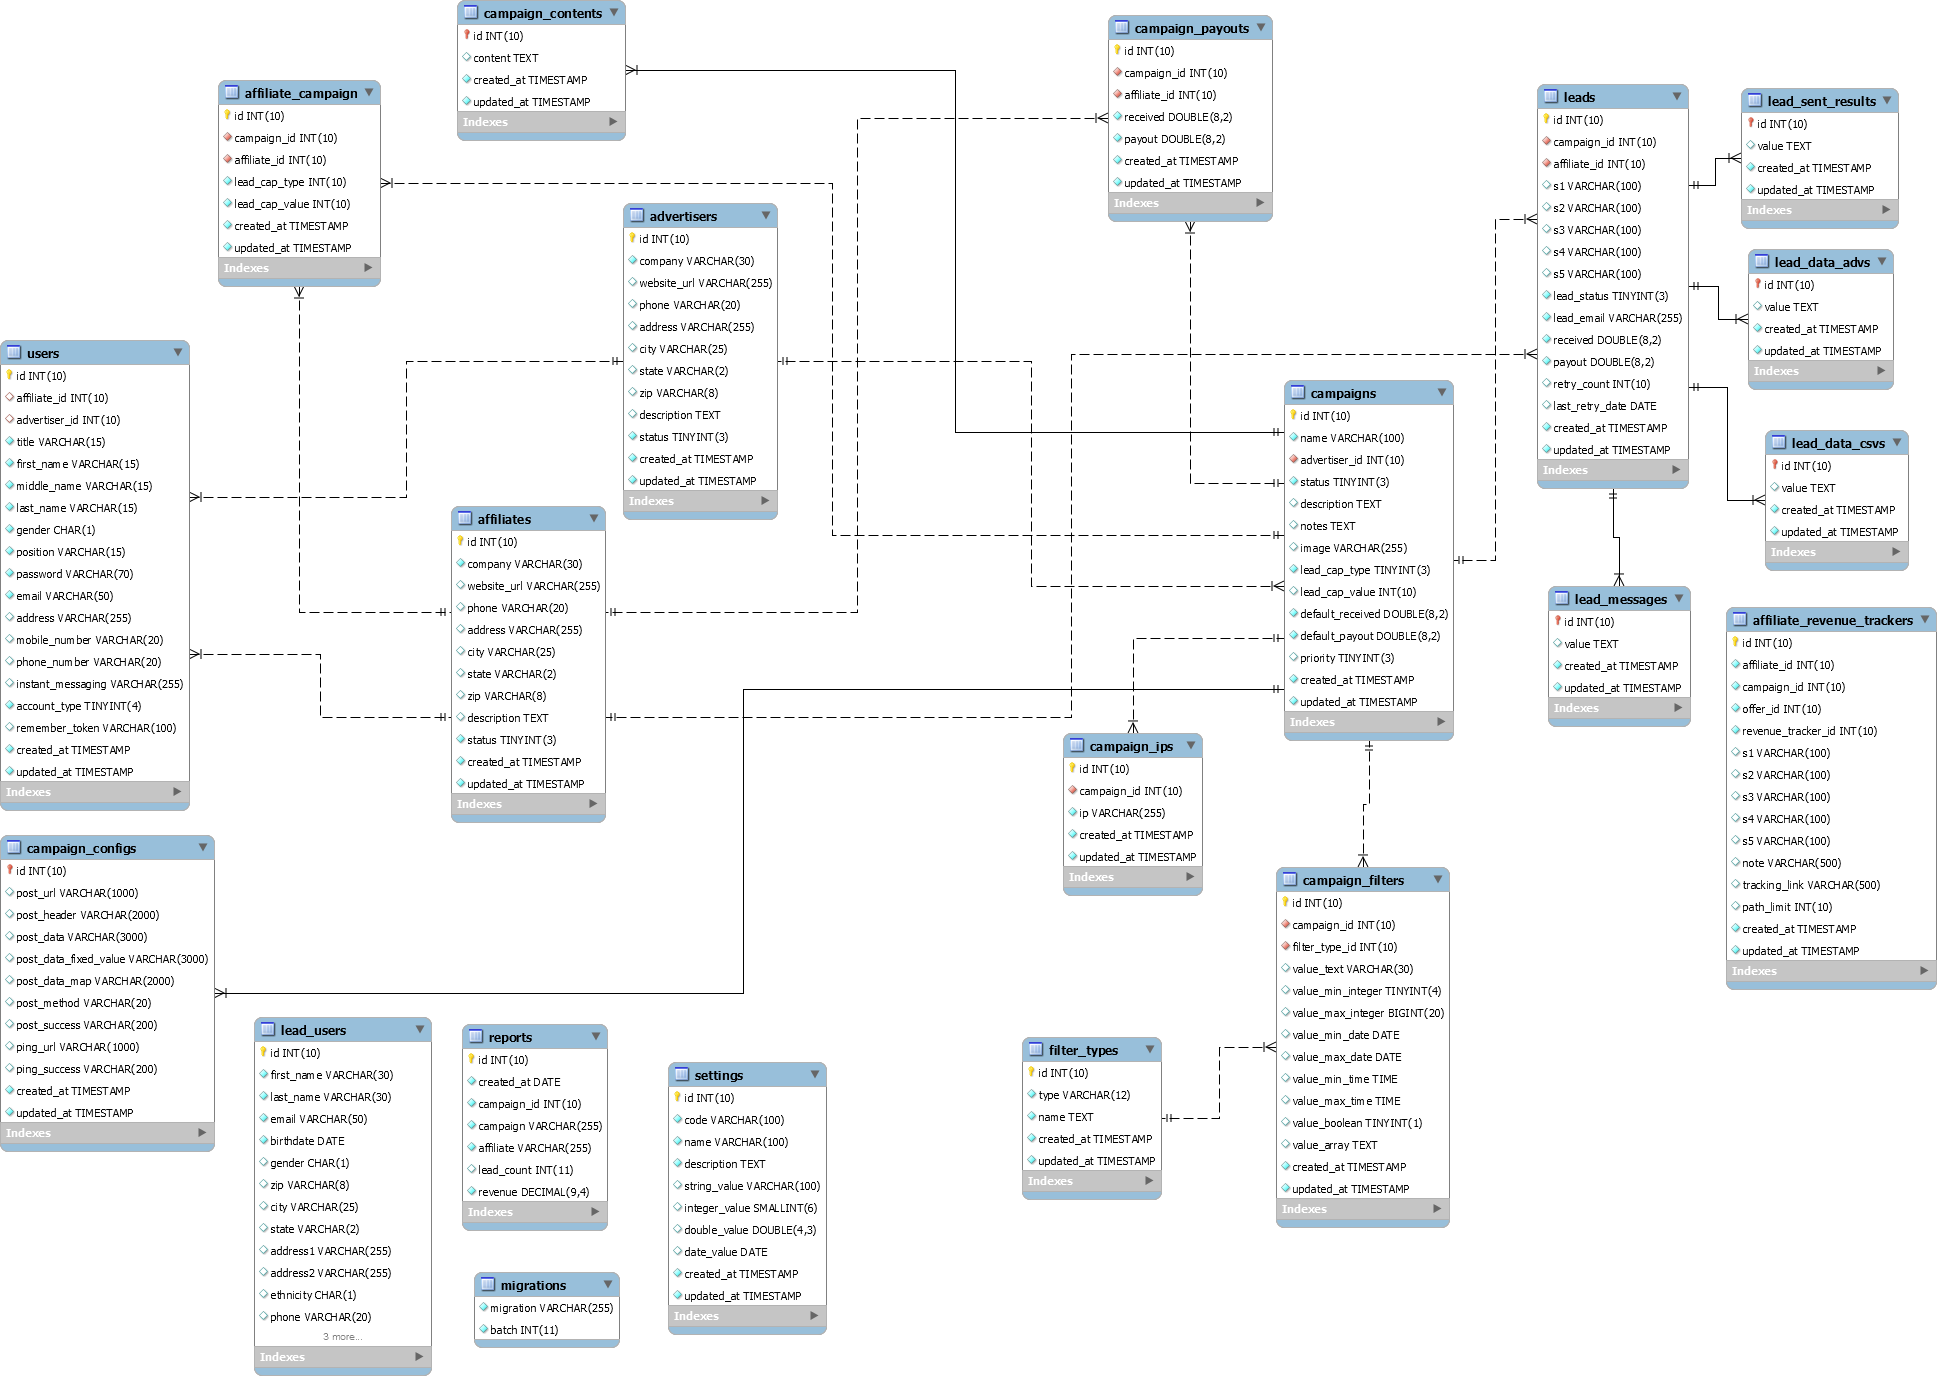 campaign_contents
id INT(10)
content TEXT
created_at TIMESTAMP
updated_at TIMESTAMP
Indexes
campaign_payouts
id INT(10)
campaign_id INT(10)
affiliate_id INT(10)
received DOUBLE(8,2)
payout DOUBLE(8,2)
created_at TIMESTAMP
updated_at TIMESTAMP
Indexes
affiliate_campaign
id INT(10)
campaign_id INT(10)
affiliate_id INT(10)
lead_cap_type INT(10)
lead_cap_value INT(10)
created_at TIMESTAMP
updated_at TIMESTAMP
Indexes
leads
id INT(10)
campaign_id INT(10)
affiliate_id INT(10)
s1 VARCHAR(100)
s2 VARCHAR(100)
s3 VARCHAR(100)
s4 VARCHAR(100)
s5 VARCHAR(100)
lead_status TINYINT(3)
lead_email VARCHAR(255)
received DOUBLE(8,2)
payout DOUBLE(8,2)
retry_count INT(10)
last_retry_date DATE
created_at TIMESTAMP
updated_at TIMESTAMP
Indexes
lead_sent_results
id INT(10)
value TEXT
created_at TIMESTAMP
updated_at TIMESTAMP
Indexes
advertisers
id INT(10)
company VARCHAR(30)
website_url VARCHAR(255)
phone VARCHAR(20)
address VARCHAR(255)
city VARCHAR(25)
state VARCHAR(2)
zip VARCHAR(8)
description TEXT
status TINYINT(3)
created_at TIMESTAMP
updated_at TIMESTAMP
Indexes
lead_data_advs
id INT(10)
value TEXT
created_at TIMESTAMP
updated_at TIMESTAMP
Indexes
users
id INT(10)
affiliate_id INT(10)
advertiser_id INT(10)
title VARCHAR(15)
first_name VARCHAR(15)
middle_name VARCHAR(15)
last_name VARCHAR(15)
gender CHAR(1)
position VARCHAR(15)
password VARCHAR(70)
email VARCHAR(50)
address VARCHAR(255)
mobile_number VARCHAR(20)
phone_number VARCHAR(20)
instant_messaging VARCHAR(255)
account_type TINYINT(4)
remember_token VARCHAR(100)
created_at TIMESTAMP
updated_at TIMESTAMP
Indexes
campaigns
id INT(10)
name VARCHAR(100)
advertiser_id INT(10)
status TINYINT(3)
description TEXT
notes TEXT
image VARCHAR(255)
lead_cap_type TINYINT(3)
lead_cap_value INT(10)
default_received DOUBLE(8,2)
default_payout DOUBLE(8,2)
priority TINYINT(3)
created_at TIMESTAMP
updated_at TIMESTAMP
Indexes
lead_data_csvs
id INT(10)
value TEXT
created_at TIMESTAMP
updated_at TIMESTAMP
Indexes
affiliates
id INT(10)
company VARCHAR(30)
website_url VARCHAR(255)
phone VARCHAR(20)
address VARCHAR(255)
city VARCHAR(25)
state VARCHAR(2)
zip VARCHAR(8)
description TEXT
status TINYINT(3)
created_at TIMESTAMP
updated_at TIMESTAMP
Indexes
lead_messages
id INT(10)
value TEXT
created_at TIMESTAMP
updated_at TIMESTAMP
Indexes
affiliate_revenue_trackers
id INT(10)
affiliate_id INT(10)
campaign_id INT(10)
offer_id INT(10)
revenue_tracker_id INT(10)
s1 VARCHAR(100)
s2 VARCHAR(100)
s3 VARCHAR(100)
s4 VARCHAR(100)
s5 VARCHAR(100)
note VARCHAR(500)
tracking_link VARCHAR(500)
path_limit INT(10)
created_at TIMESTAMP
updated_at TIMESTAMP
Indexes
campaign_ips
id INT(10)
campaign_id INT(10)
ip VARCHAR(255)
created_at TIMESTAMP
updated_at TIMESTAMP
Indexes
campaign_configs
id INT(10)
post_url VARCHAR(1000)
post_header VARCHAR(2000)
post_data VARCHAR(3000)
post_data_fixed_value VARCHAR(3000)
post_data_map VARCHAR(2000)
post_method VARCHAR(20)
post_success VARCHAR(200)
ping_url VARCHAR(1000)
ping_success VARCHAR(200)
created_at TIMESTAMP
updated_at TIMESTAMP
Indexes
campaign_filters
id INT(10)
campaign_id INT(10)
filter_type_id INT(10)
value_text VARCHAR(30)
value_min_integer TINYINT(4)
value_max_integer BIGINT(20)
value_min_date DATE
value_max_date DATE
value_min_time TIME
value_max_time TIME
value_boolean TINYINT(1)
value_array TEXT
created_at TIMESTAMP
updated_at TIMESTAMP
Indexes
lead_users
id INT(10)
first_name VARCHAR(30)
last_name VARCHAR(30)
email VARCHAR(50)
birthdate DATE
gender CHAR(1)
zip VARCHAR(8)
city VARCHAR(25)
state VARCHAR(2)
address1 VARCHAR(255)
address2 VARCHAR(255)
ethnicity CHAR(1)
phone VARCHAR(20)
3 more...
Indexes
reports
id INT(10)
created_at DATE
campaign_id INT(10)
campaign VARCHAR(255)
affiliate VARCHAR(255)
lead_count INT(11)
revenue DECIMAL(9,4)
Indexes
filter_types
id INT(10)
type VARCHAR(12)
name TEXT
created_at TIMESTAMP
updated_at TIMESTAMP
Indexes
settings
id INT(10)
code VARCHAR(100)
name VARCHAR(100)
description TEXT
string_value VARCHAR(100)
integer_value SMALLINT(6)
double_value DOUBLE(4,3)
date_value DATE
created_at TIMESTAMP
updated_at TIMESTAMP
Indexes
migrations
migration VARCHAR(255)
batch INT(11)